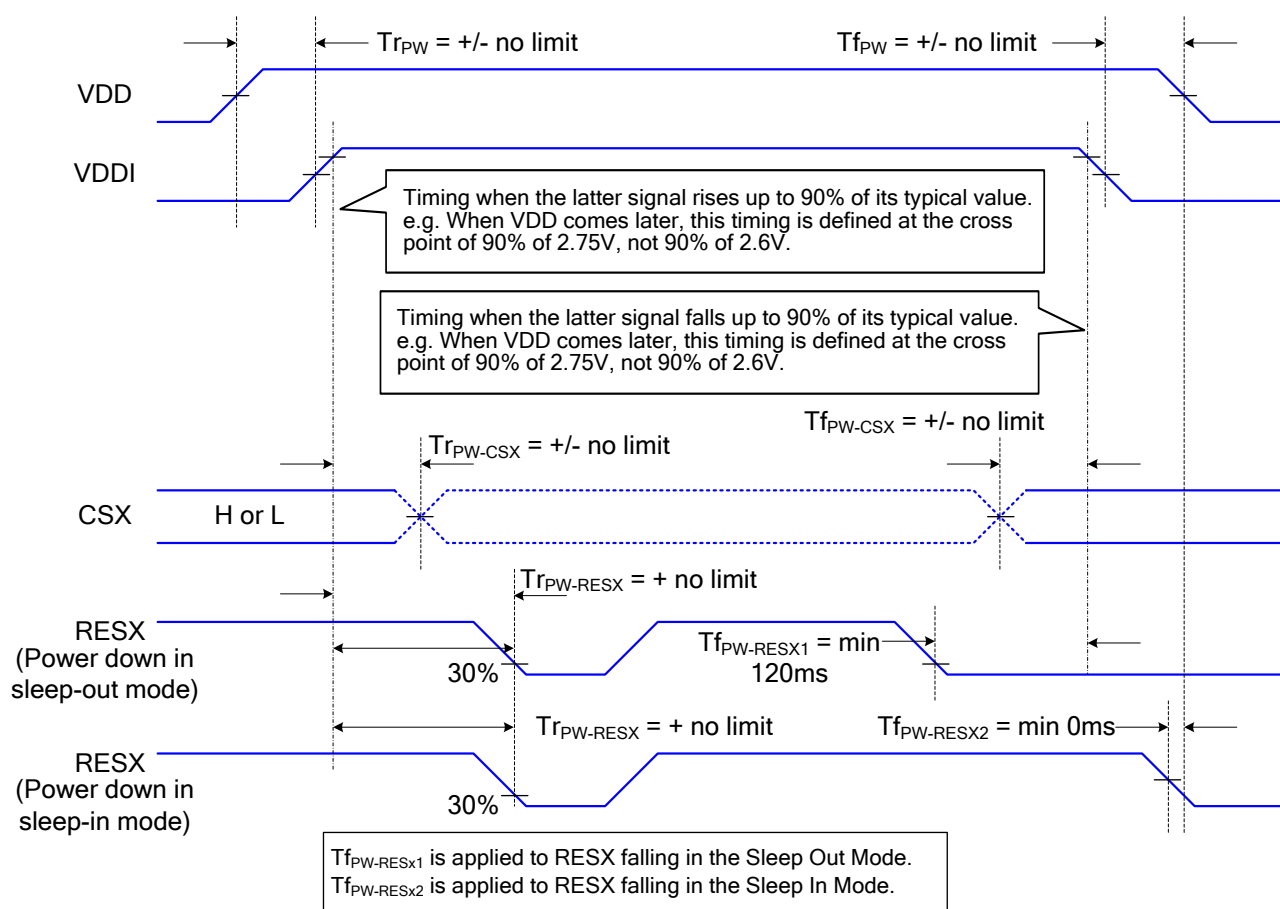 TrPW = +/- no limit
TfPW = +/- no limit
VDD
VDDI
Timing when the latter signal rises up to 90% of its typical value.
e.g. When VDD comes later, this timing is defined at the cross
point of 90% of 2.75V, not 90% of 2.6V.
Timing when the latter signal falls up to 90% of its typical value.
e.g. When VDD comes later, this timing is defined at the cross
point of 90% of 2.75V, not 90% of 2.6V.
TfPW-CSX = +/- no limit
TrPW-CSX = +/- no limit
CSX
H or L
TrPW-RESX = + no limit
RESX
(Power down in
sleep-out mode)
30%
TfPW-RESX1 = min
120ms
TrPW-RESX = + no limit
TfPW-RESX2 = min 0ms
RESX
(Power down in
sleep-in mode)
30%
TfPW-RESx1 is applied to RESX falling in the Sleep Out Mode.
TfPW-RESx2 is applied to RESX falling in the Sleep In Mode.